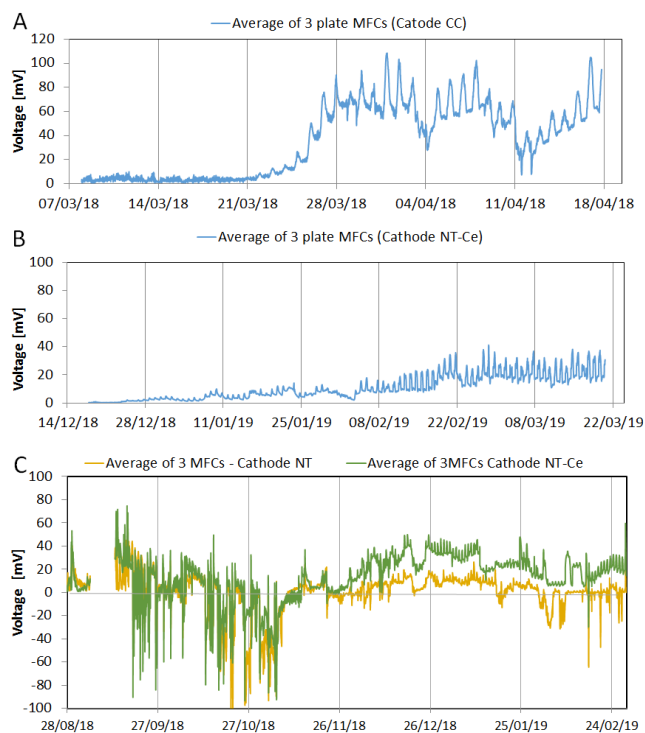 A
Average of 3 plate MFCs (Catode CC)
Voltage [mV]
120
100
80
60
40
20
0
07/03/18 14/03/18 21/03/18 28/03/18 04/04/18 11/04/18 18/04/18
B
Average of 3 plate MFCs (Cathode NT-Ce)
Voltage [mV]
100
80
60
40
20
0
14/12/18 28/12/18 11/01/19 25/01/19 08/02/19 22/02/19 08/03/19 22/03/19
C
Average of 3 MFCs - Cathode NT Average of 3MFCs Cathode NT-Ce
Voltage [mV]
100
80
60
40
20
0
-20
-40
-60
-80
-100
28/08/18 27/09/18 27/10/18 26/11/18 26/12/18 25/01/19 24/02/19